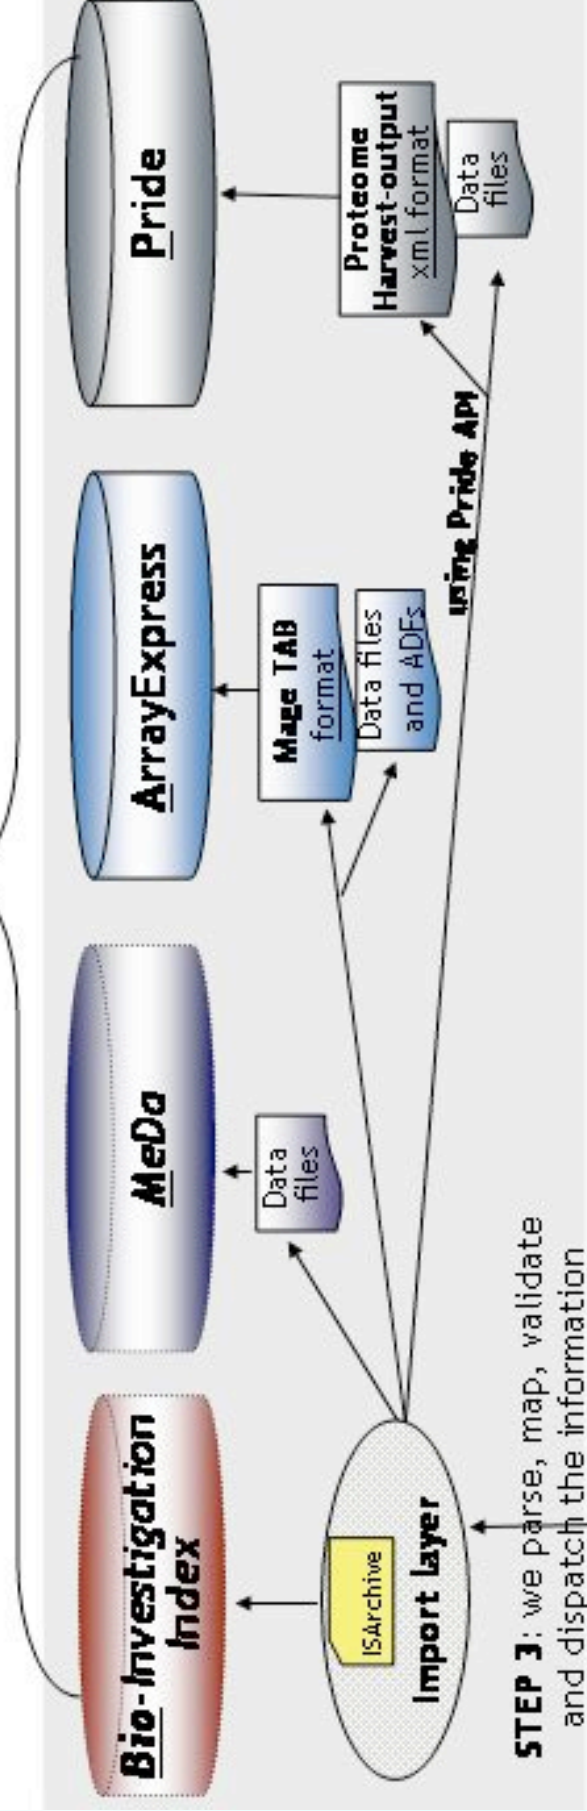 Bio-Investigation
Index
MeDa
ArrayExpress
Pride
ISArchive
Import layer
Data
files
Mage TAB
format
Data files
and ADFs
Proteome
Harvest-output
xml format
Data
files
using Pride API
STEP 3: we parse, map, validate
and dispatch the information